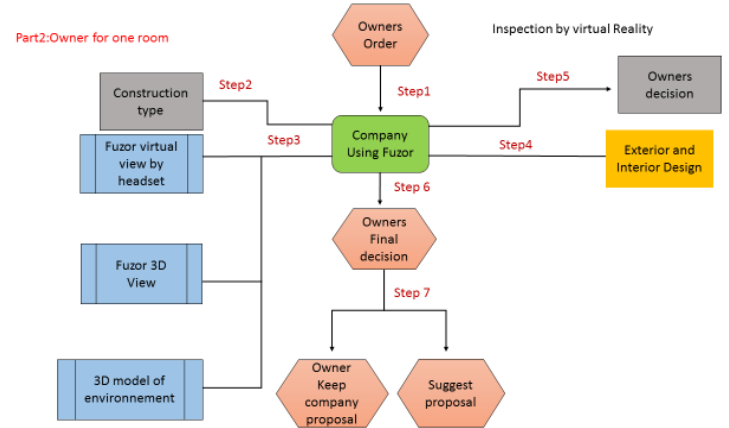 Part2:Owner for one room
Owners
Order
Inspection by virtual Reality
Step1
Step2
Step5
Construction
type
Owners
decision
Company
Using Fuzor
Fuzor virtual
view by
headset
Step3
Step4
Exterior and
Interior Design
Step 6
Owners
Final
decision
Fuzor 3D
View
Step 7
3D model of
environnement
Owner
Keep
company
proposal
Suggest
proposal